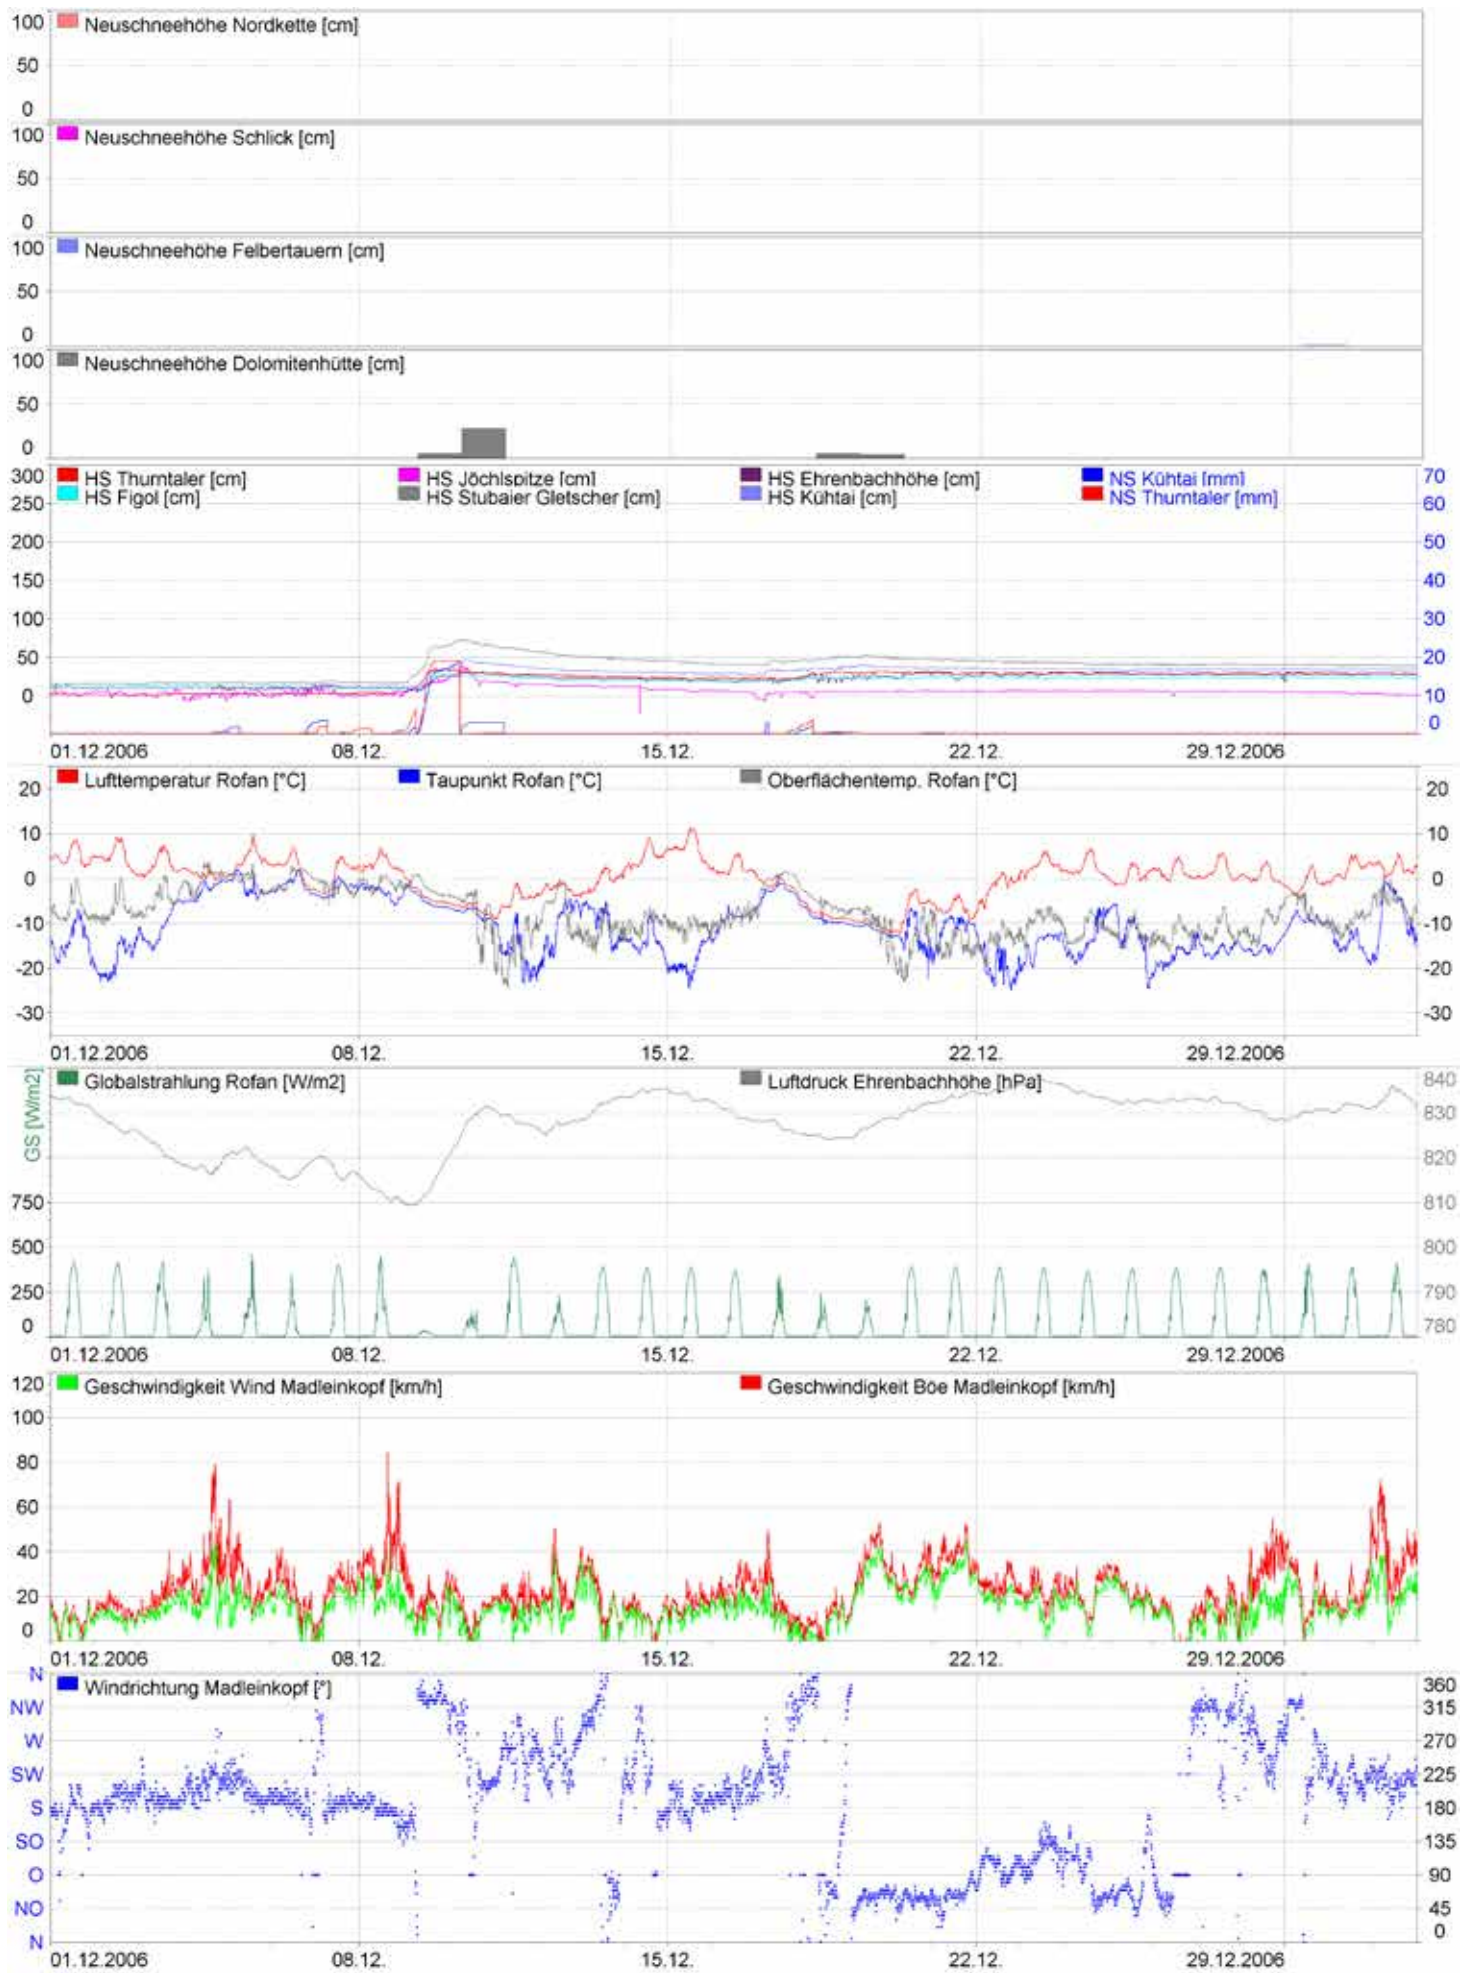 100 Neuschneehöhe Nordkette [cm]
50
0
100 Neuschneehöhe Schlick [cm]
50
0
100 Neuschneehöhe Felbertauern [cm]
50
0
100 Neuschneehöhe Dolomitenhütte [cm]
50
0
300 HS Thurntaler [cm] HS Jöchlspitze [cm] HS Ehrenbachhöhe [cm] NS Kühtai [mm] 70
HS Figol [cm] HS Stubaier Gletscher [cm] HS Kühtai [cm] NS Thurntaler [mm]
250 60
200 50
150 40
100 30
50 20
0 10
0
01.12.2006 08.12. 15.12. 22.12. 29.12.2006
Lufttemperatur Rofan [°C] Taupunkt Rofan [°C] Oberflächentemp. Rofan [°C]
20 20
10 10
0 0
-10 -10
-20 -20
-30 -30
01.12.2006 08.12. 15.12. 22.12. 29.12.2006
GS [W/m2] Globalstrahlung Rofan [W/m2] Luftdruck Ehrenbachhöhe [hPa] 840
830
820
750 810
500 800
250 790
0 780
01.12.2006 08.12. 15.12. 22.12. 29.12.2006
120 Geschwindigkeit Wind Madleinkopf [km/h] Geschwindigkeit Böe Madleinkopf [km/h]
100
80
60
40
20
0
01.12.2006 08.12. 15.12. 22.12. 29.12.2006
N Windrichtung Madleinkopf [°] 360
NW 315
W 270
SW 225
S 180
SO 135
O 90
NO 45
N 0
01.12.2006 08.12. 15.12. 22.12. 29.12.2006